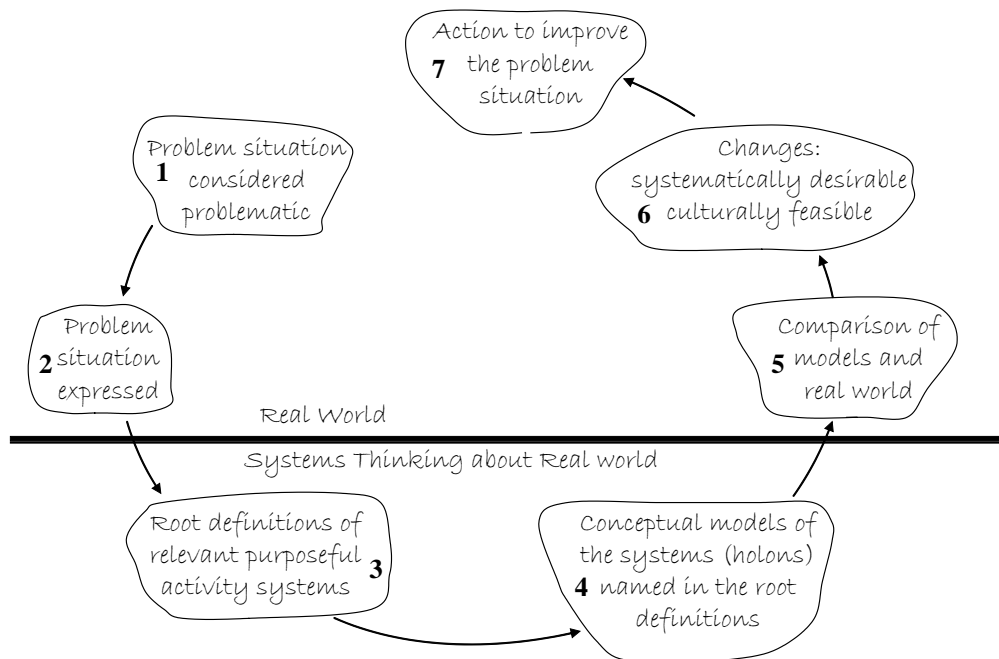 Action to improve
7 the problem
situation
Problem situation
1 considered
problematic
Changes:
systematically desirable
6 culturally feasible
Problem
2 situation
expressed
Comparison of
5 models and
real world
Real World
Systems Thinking about Real world
Root definitions of
relevant purposeful
activity systems 3
Conceptual models of
the systems (holons)
4 named in the root
definitions